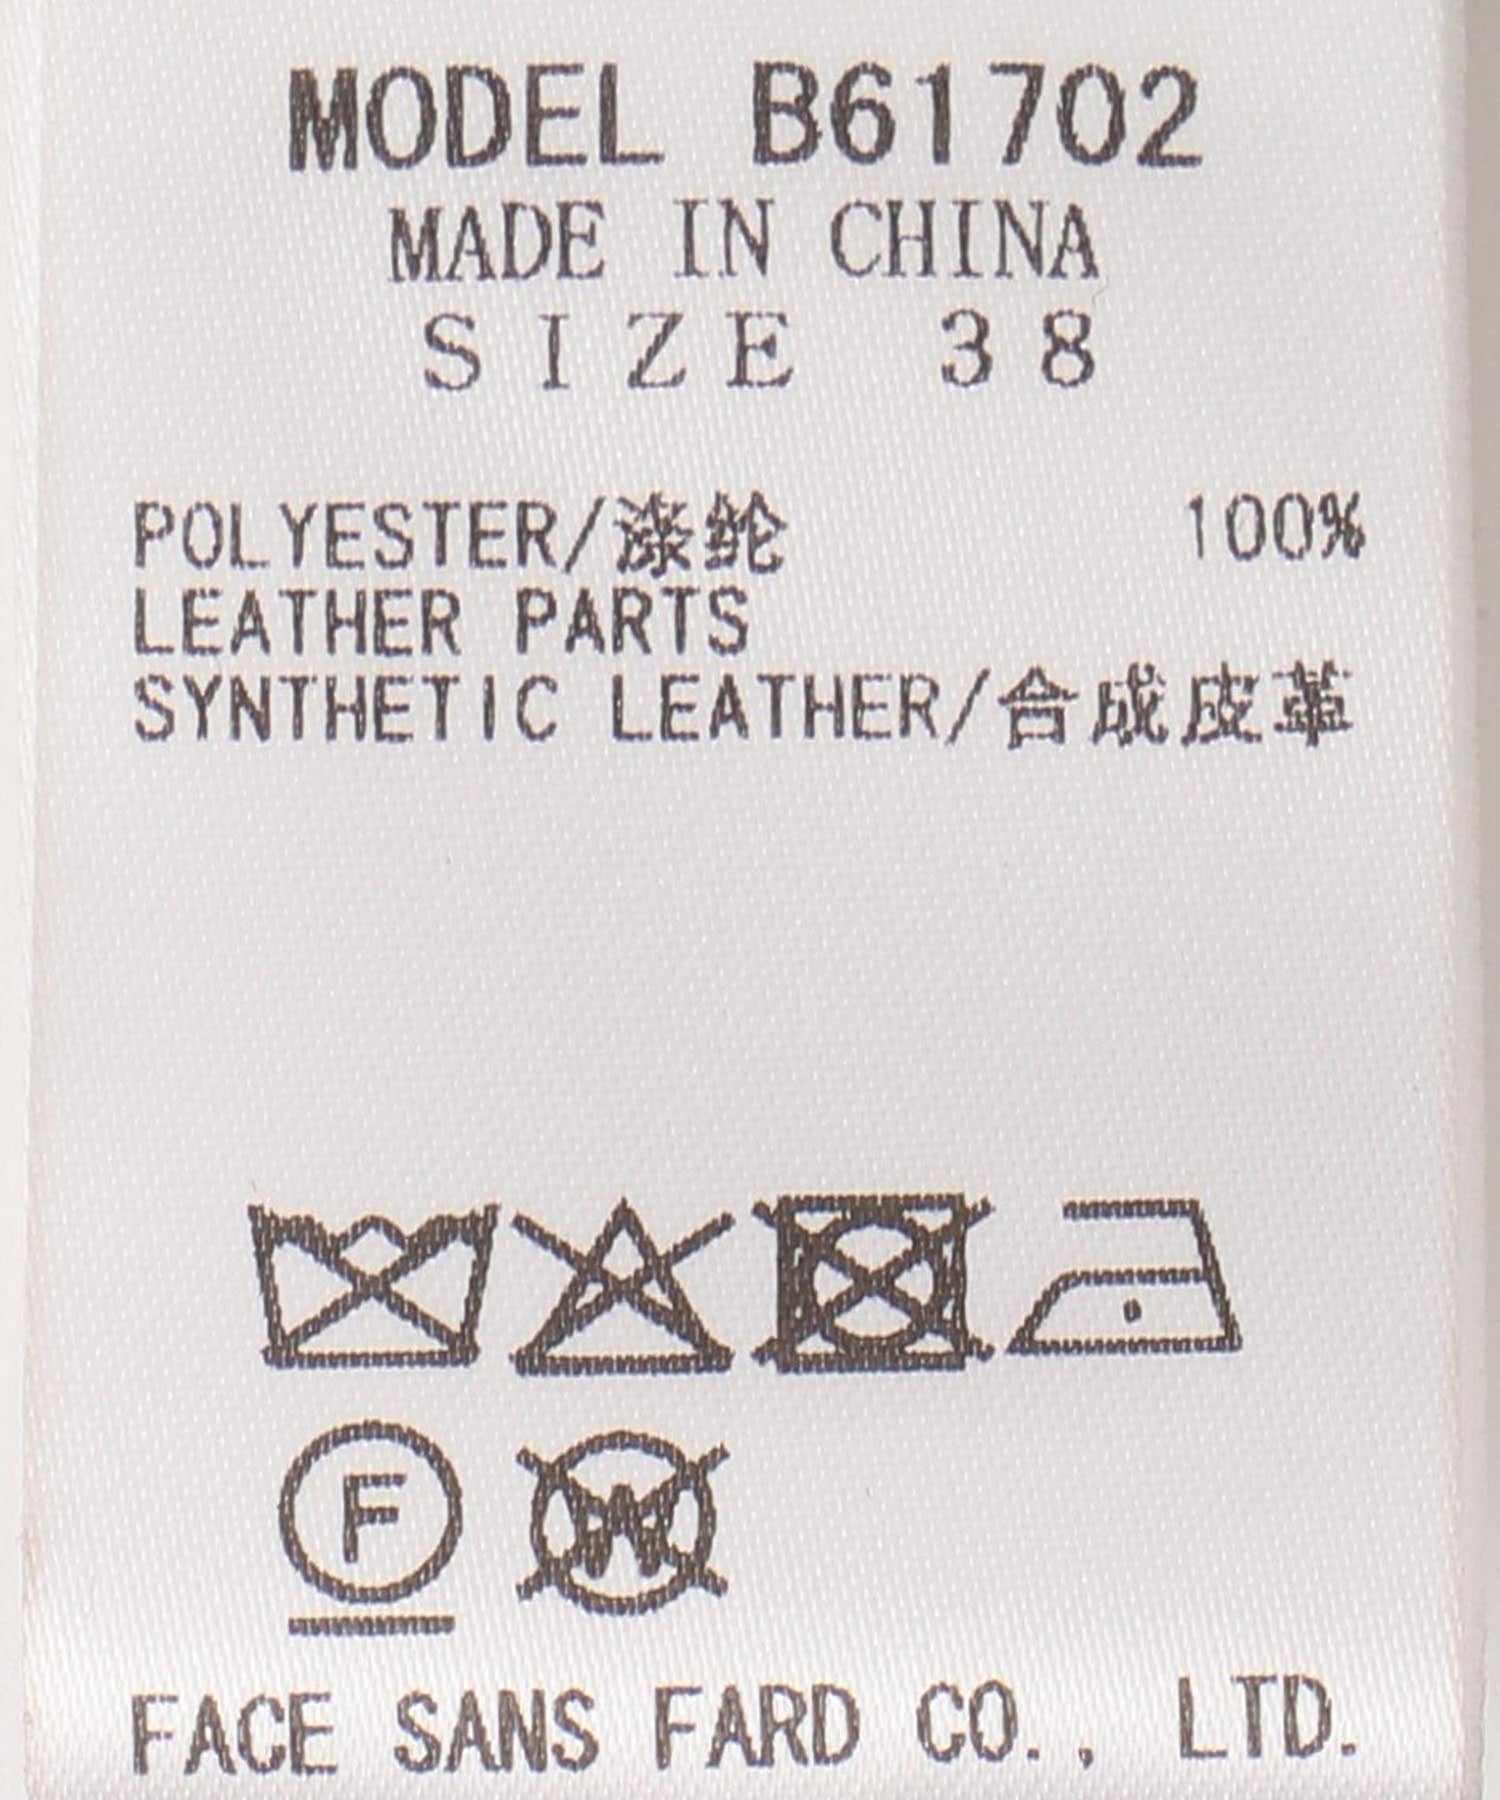 MODEL B61702
MADE IN CHINA
SIZE 38
POLYESTER/涤纶 100%
LEATHER PARTS
SYNTHETIC LEATHER/合成皮革
F W
FACE SANS FARD CO., LTD.